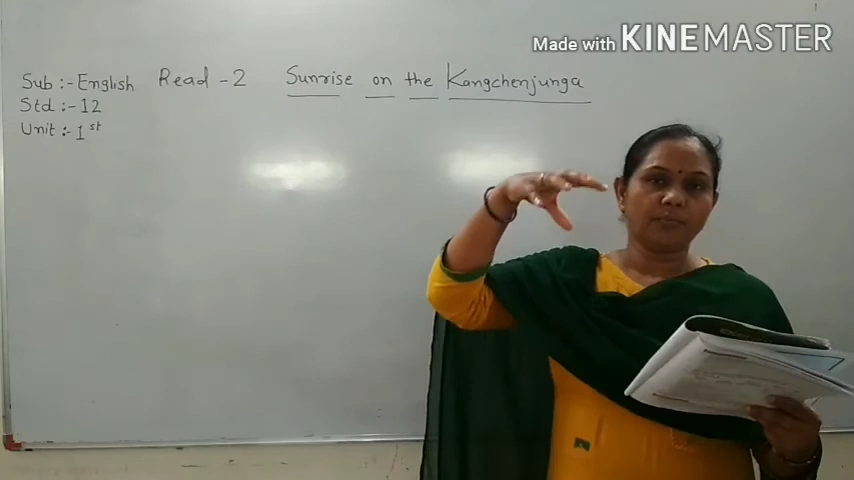 Made with KINEMASTER
Sub :- English Read - 2 Sunrise on the Kangchenjunga
Std :- 12
Unit :- 1st